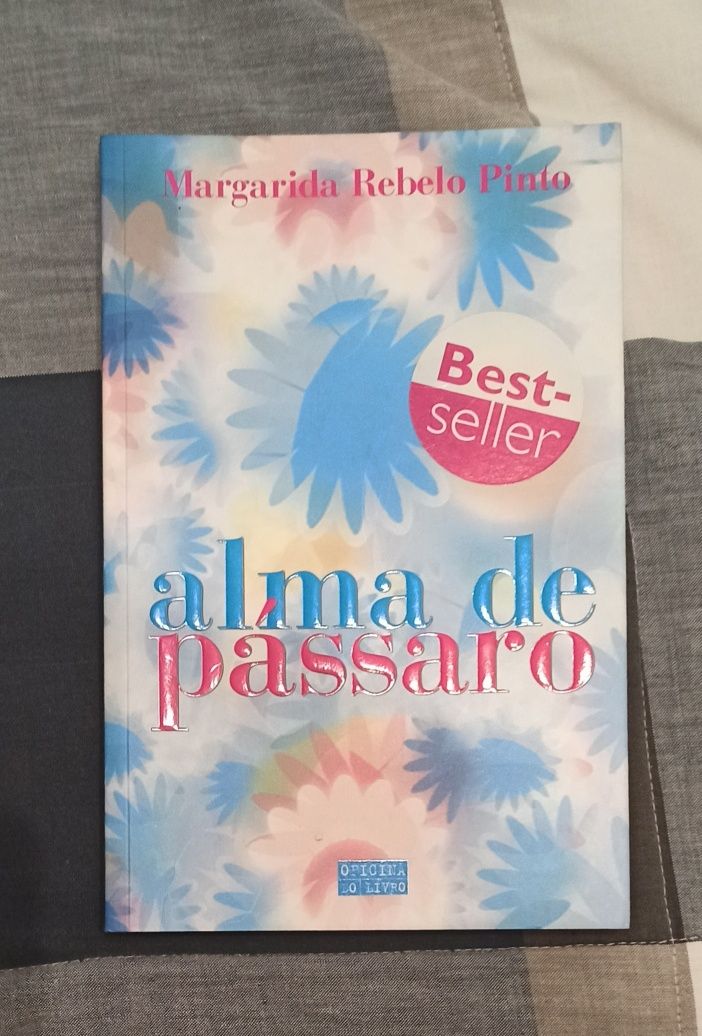 Margarida Rebelo Pinto
Best-
seller
alma de
pássaro
OFICINA
DO LIVRO